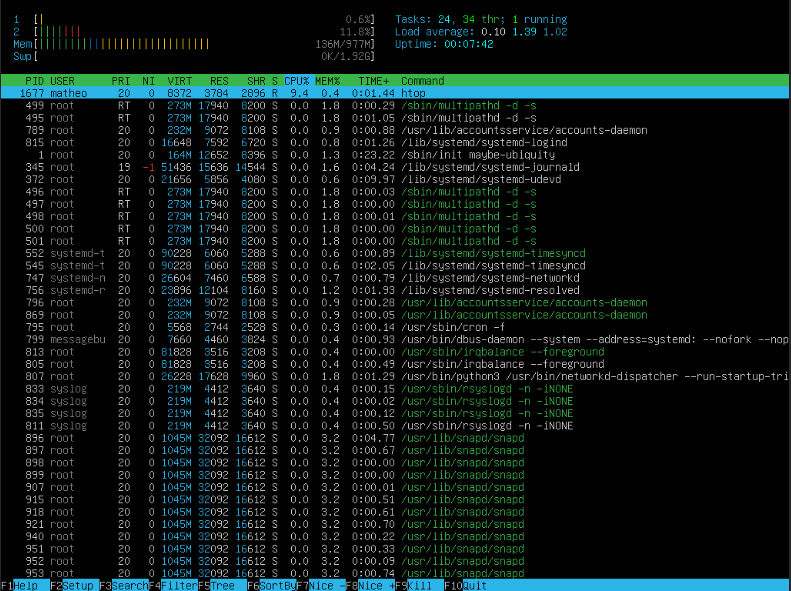 1 [| 0.6%] Tasks: 24, 34 thr; 1 running
2 [||||||| 11.8%] Load average: 0.10 1.39 1.02
Mem[|||||||||||||||||||||||||||| 136M/977M] Uptime: 00:07:42
Swp[ 0K/1.92G]
PID USER PRI NI VIRT RES SHR S CPU% MEM% TIME+ Command
1677 matheo 20 0 8372 3784 2896 R 9.4 0.4 0:01.44 htop
499 root RT 0 273M 17940 8200 S 0.0 1.8 0:00.29 /sbin/multipathd -d -s
495 root RT 0 273M 17940 8200 S 0.0 1.8 0:01.05 /sbin/multipathd -d -s
789 root 20 0 232M 9072 8108 S 0.0 0.9 0:00.88 /usr/lib/accountsservice/accounts-daemon
815 root 20 0 16648 7592 6720 S 0.0 0.8 0:01.26 /lib/systemd/systemd-logind
1 root 20 0 164M 12652 8396 S 0.0 1.3 0:23.22 /sbin/init maybe-ubiquity
345 root 19 -1 51436 15636 14544 S 0.0 1.6 0:04.24 /lib/systemd/systemd-journald
372 root 20 0 21656 5856 4080 S 0.0 0.6 0:09.97 /lib/systemd/systemd-udevd
496 root RT 0 273M 17940 8200 S 0.0 1.8 0:00.03 /sbin/multipathd -d -s
497 root RT 0 273M 17940 8200 S 0.0 1.8 0:00.00 /sbin/multipathd -d -s
498 root RT 0 273M 17940 8200 S 0.0 1.8 0:00.01 /sbin/multipathd -d -s
500 root RT 0 273M 17940 8200 S 0.0 1.8 0:00.00 /sbin/multipathd -d -s
501 root RT 0 273M 17940 8200 S 0.0 1.8 0:00.00 /sbin/multipathd -d -s
552 systemd-t 20 0 90228 6060 5288 S 0.0 0.6 0:00.89 /lib/systemd/systemd-timesyncd
545 systemd-t 20 0 90228 6060 5288 S 0.0 0.6 0:02.05 /lib/systemd/systemd-timesyncd
747 systemd-n 20 0 26604 7460 6588 S 0.0 0.7 0:00.79 /lib/systemd/systemd-networkd
756 systemd-r 20 0 23896 12104 8160 S 0.0 1.2 0:01.93 /lib/systemd/systemd-resolved
796 root 20 0 232M 9072 8108 S 0.0 0.9 0:00.28 /usr/lib/accountsservice/accounts-daemon
869 root 20 0 232M 9072 8108 S 0.0 0.9 0:00.05 /usr/lib/accountsservice/accounts-daemon
795 root 20 0 5568 2744 2528 S 0.0 0.3 0:00.14 /usr/sbin/cron -f
799 messagebu 20 0 7660 4460 3824 S 0.0 0.4 0:00.93 /usr/bin/dbus-daemon --system --address=systemd: --nofork --nop
813 root 20 0 81828 3516 3208 S 0.0 0.4 0:00.00 /usr/sbin/irqbalance --foreground
805 root 20 0 81828 3516 3208 S 0.0 0.4 0:00.49 /usr/sbin/irqbalance --foreground
807 root 20 0 26228 17628 9960 S 0.0 1.8 0:01.29 /usr/bin/python3 /usr/bin/networkd-dispatcher --run-startup-tri
833 syslog 20 0 219M 4412 3640 S 0.0 0.4 0:00.15 /usr/sbin/rsyslogd -n -iNONE
834 syslog 20 0 219M 4412 3640 S 0.0 0.4 0:00.02 /usr/sbin/rsyslogd -n -iNONE
835 syslog 20 0 219M 4412 3640 S 0.0 0.4 0:00.12 /usr/sbin/rsyslogd -n -iNONE
811 syslog 20 0 219M 4412 3640 S 0.0 0.4 0:00.50 /usr/sbin/rsyslogd -n -iNONE
896 root 20 0 1045M 32092 16612 S 0.0 3.2 0:04.77 /usr/lib/snapd/snapd
897 root 20 0 1045M 32092 16612 S 0.0 3.2 0:00.67 /usr/lib/snapd/snapd
898 root 20 0 1045M 32092 16612 S 0.0 3.2 0:00.00 /usr/lib/snapd/snapd
899 root 20 0 1045M 32092 16612 S 0.0 3.2 0:00.00 /usr/lib/snapd/snapd
907 root 20 0 1045M 32092 16612 S 0.0 3.2 0:00.01 /usr/lib/snapd/snapd
915 root 20 0 1045M 32092 16612 S 0.0 3.2 0:00.51 /usr/lib/snapd/snapd
918 root 20 0 1045M 32092 16612 S 0.0 3.2 0:00.61 /usr/lib/snapd/snapd
921 root 20 0 1045M 32092 16612 S 0.0 3.2 0:00.70 /usr/lib/snapd/snapd
940 root 20 0 1045M 32092 16612 S 0.0 3.2 0:00.22 /usr/lib/snapd/snapd
951 root 20 0 1045M 32092 16612 S 0.0 3.2 0:00.33 /usr/lib/snapd/snapd
952 root 20 0 1045M 32092 16612 S 0.0 3.2 0:00.09 /usr/lib/snapd/snapd
953 root 20 0 1045M 32092 16612 S 0.0 3.2 0:00.74 /usr/lib/snapd/snapd
F1Help F2Setup F3SearchF4FilterF5Tree F6SortByF7Nice -F8Nice +F9Kill F10Quit